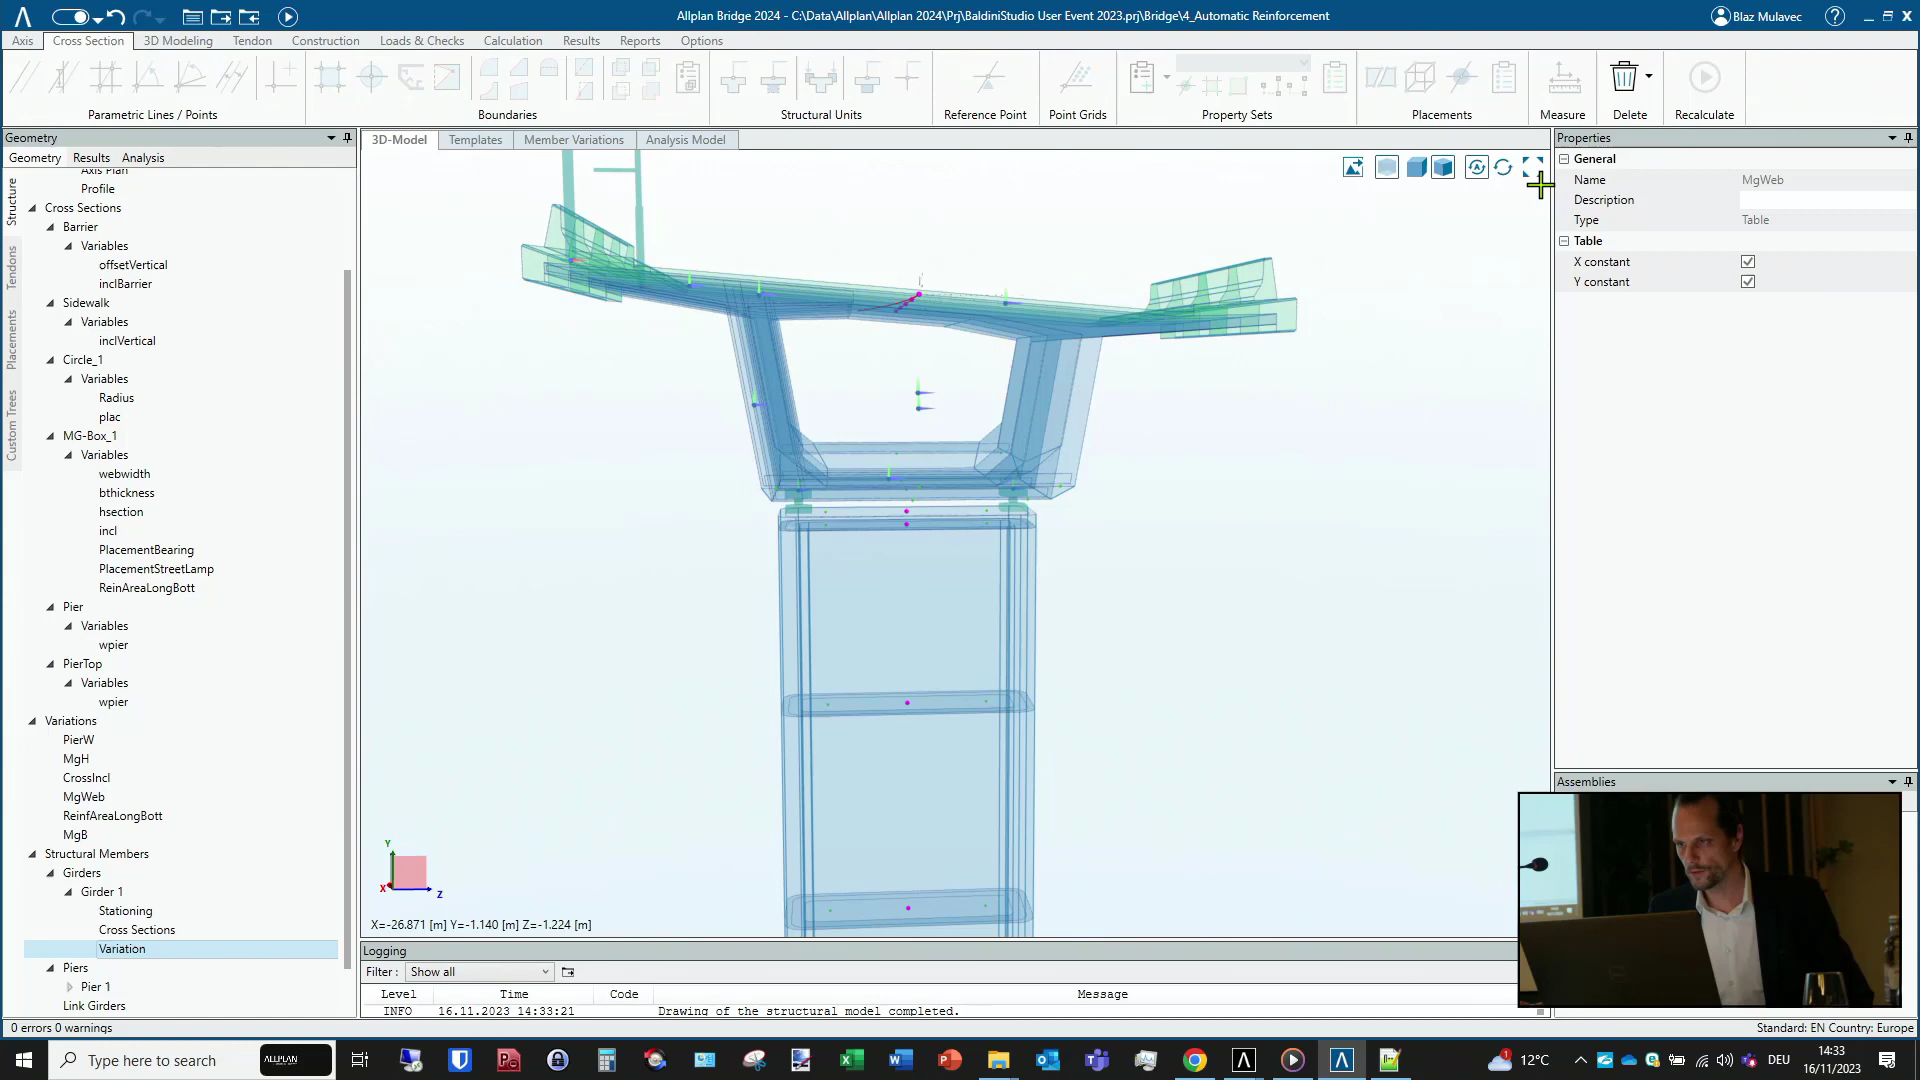 Allplan Bridge 2024 - C:\Data\Allplan\Allplan 2024\Prj\BaldiniStudio User Event 2023.prj\Bridge\4_Automatic Reinforcement
Blaz Mulavec
Axis Cross Section 3D Modeling Tendon Construction Loads & Checks Calculation Results Reports Options
Parametric Lines / Points Boundaries Structural Units Reference Point Point Grids Property Sets Placements Measure Delete Recalculate
Geometry
Geometry Results Analysis
Structure
Tendons
Placements
Custom Trees
Axis Plan
Profile
Cross Sections
Barrier
Variables
offsetVertical
inclBarrier
Sidewalk
Variables
inclVertical
Circle_1
Variables
Radius
plac
MG-Box_1
Variables
webwidth
bthickness
hsection
incl
PlacementBearing
PlacementStreetLamp
ReinAreaLongBott
Pier
Variables
wpier
PierTop
Variables
wpier
Variations
PierW
MgH
CrossIncl
MgWeb
ReinfAreaLongBott
MgB
Structural Members
Girders
Girder 1
Stationing
Cross Sections
Variation
Piers
Pier 1
Link Girders
3D-Model Templates Member Variations Analysis Model
Y
X
Z
X=-26.871 [m] Y=-1.140 [m] Z=-1.224 [m]
Logging
Filter : Show all
Level Time Code Message
INFO 16.11.2023 14:33:21 Drawing of the structural model completed.
Properties
General
Name MgWeb
Description
Type Table
Table
X constant
Y constant
Assemblies
0 errors 0 warnings
Standard: EN Country: Europe
Type here to search
ALLPLAN
12°C
DEU
14:33
16/11/2023